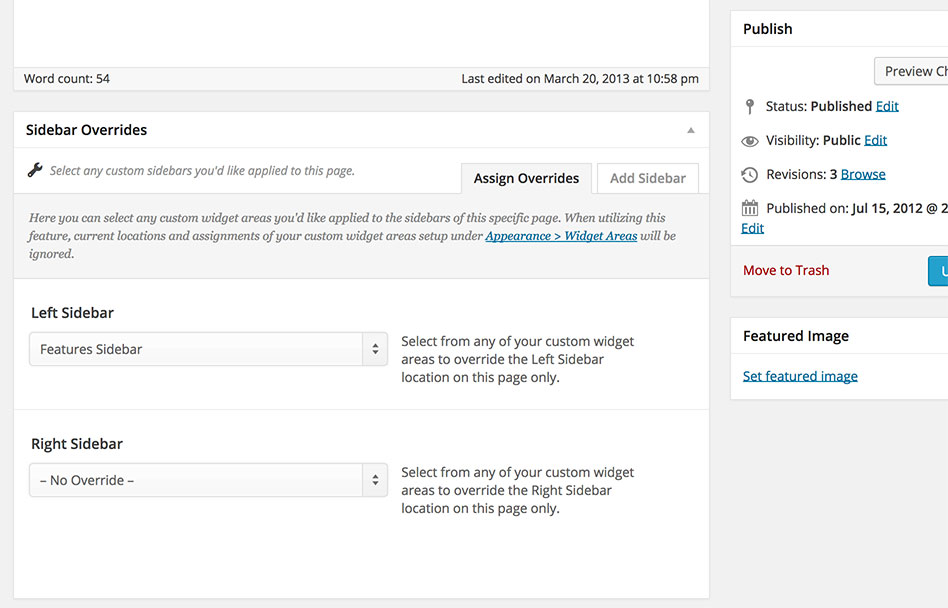 Word count: 54
Last edited on March 20, 2013 at 10:58 pm
Sidebar Overrides
Select any custom sidebars you'd like applied to this page.
Assign Overrides
Add Sidebar
Here you can select any custom widget areas you'd like applied to the sidebars of this specific page. When utilizing this
feature, current locations and assignments of your custom widget areas setup under Appearance > Widget Areas will be
ignored.
Left Sidebar
Features Sidebar
Select from any of your custom widget
areas to override the Left Sidebar
location on this page only.
Right Sidebar
– No Override –
Select from any of your custom widget
areas to override the Right Sidebar
location on this page only.
Publish
Preview
Status: Published Edit
Visibility: Public Edit
Revisions: 3 Browse
Published on: Jul 15, 2012 @
Edit
Move to Trash
Featured Image
Set featured image